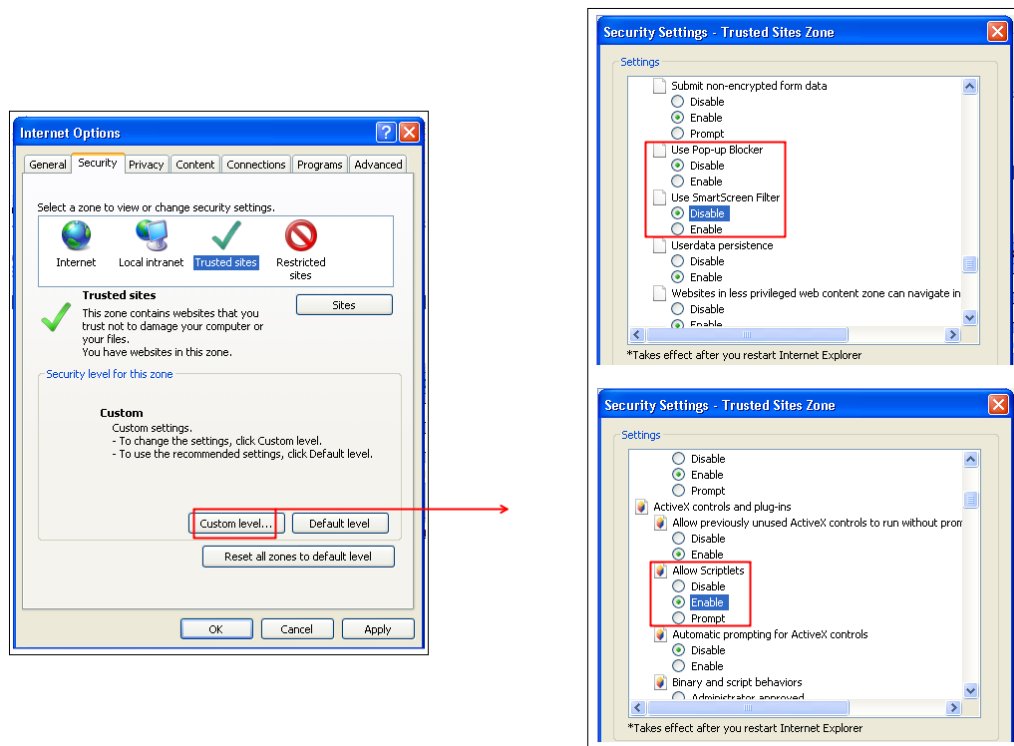 Internet Options
General Security Privacy Content Connections Programs Advanced
Select a zone to view or change security settings.
Internet Local intranet Trusted sites Restricted
sites
Trusted sites
Sites
This zone contains websites that you
trust not to damage your computer or
your files.
You have websites in this zone.
Security level for this zone
Custom
Custom settings.
- To change the settings, click Custom level.
- To use the recommended settings, click Default level.
Custom level... Default level
Reset all zones to default level
OK Cancel Apply
Security Settings - Trusted Sites Zone
Settings
Submit non-encrypted form data
Disable
Enable
Prompt
Use Pop-up Blocker
Disable
Enable
Use SmartScreen Filter
Disable
Enable
Userdata persistence
Disable
Enable
Websites in less privileged web content zone can navigate in
Disable
Enable
*Takes effect after you restart Internet Explorer
Security Settings - Trusted Sites Zone
Settings
Disable
Enable
Prompt
ActiveX controls and plug-ins
Allow previously unused ActiveX controls to run without prom
Disable
Enable
Allow Scriptlets
Disable
Enable
Prompt
Automatic prompting for ActiveX controls
Disable
Enable
Binary and script behaviors
Administrator approved
*Takes effect after you restart Internet Explorer